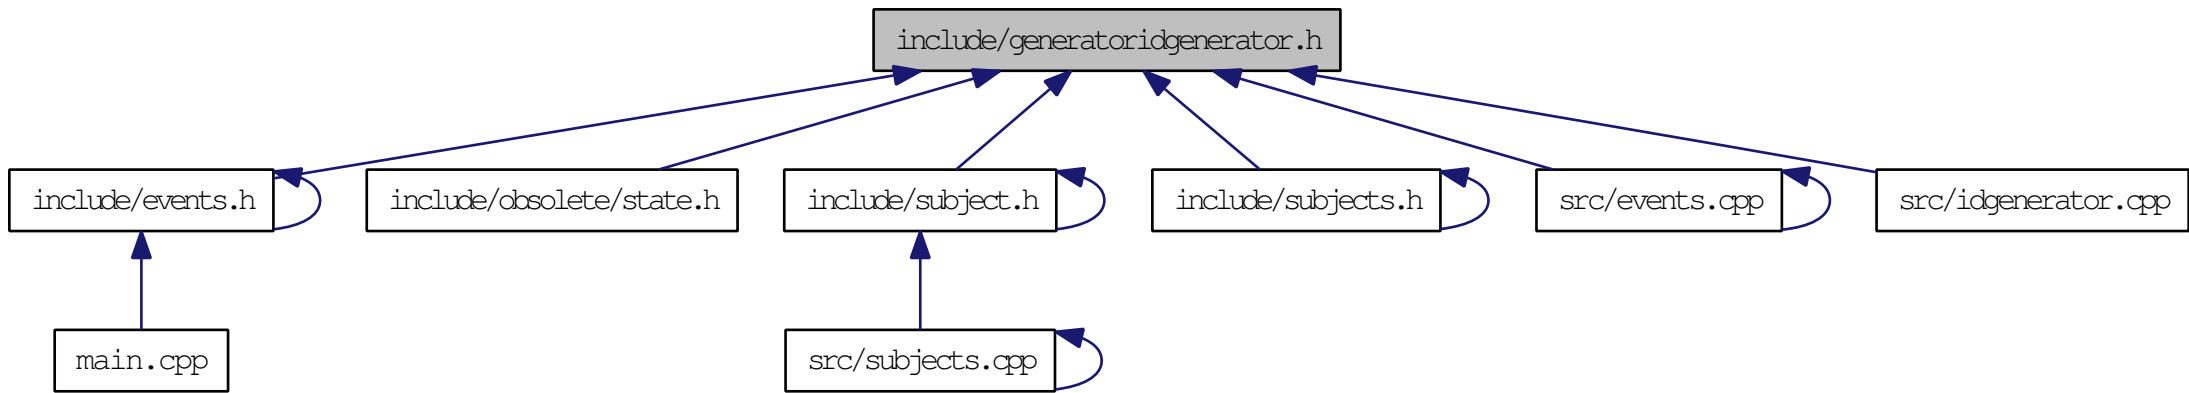 include/generatoridgenerator.h
include/events.h
include/obsolete/state.h
include/subject.h
include/subjects.h
src/events.cpp
src/idgenerator.cpp
main.cpp
src/subjects.cpp